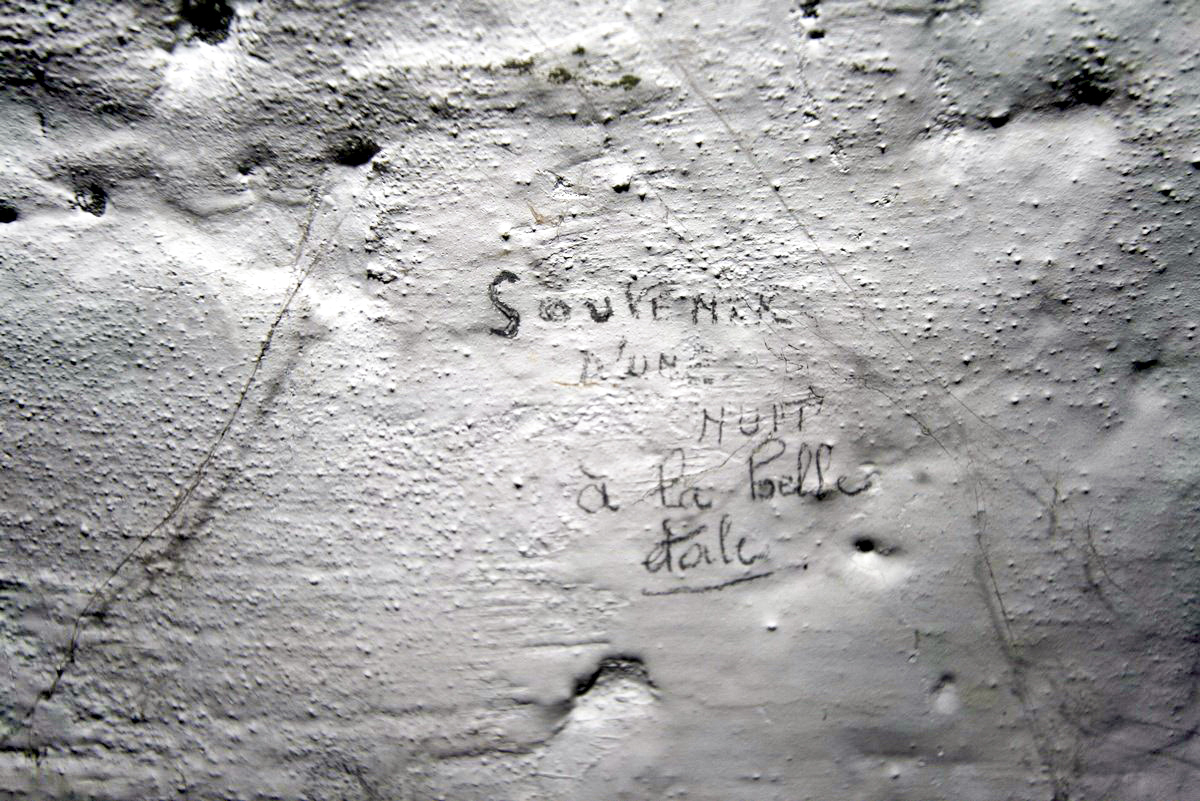 SOUVENIR
D'UNE
NUIT
à la belle
étoile